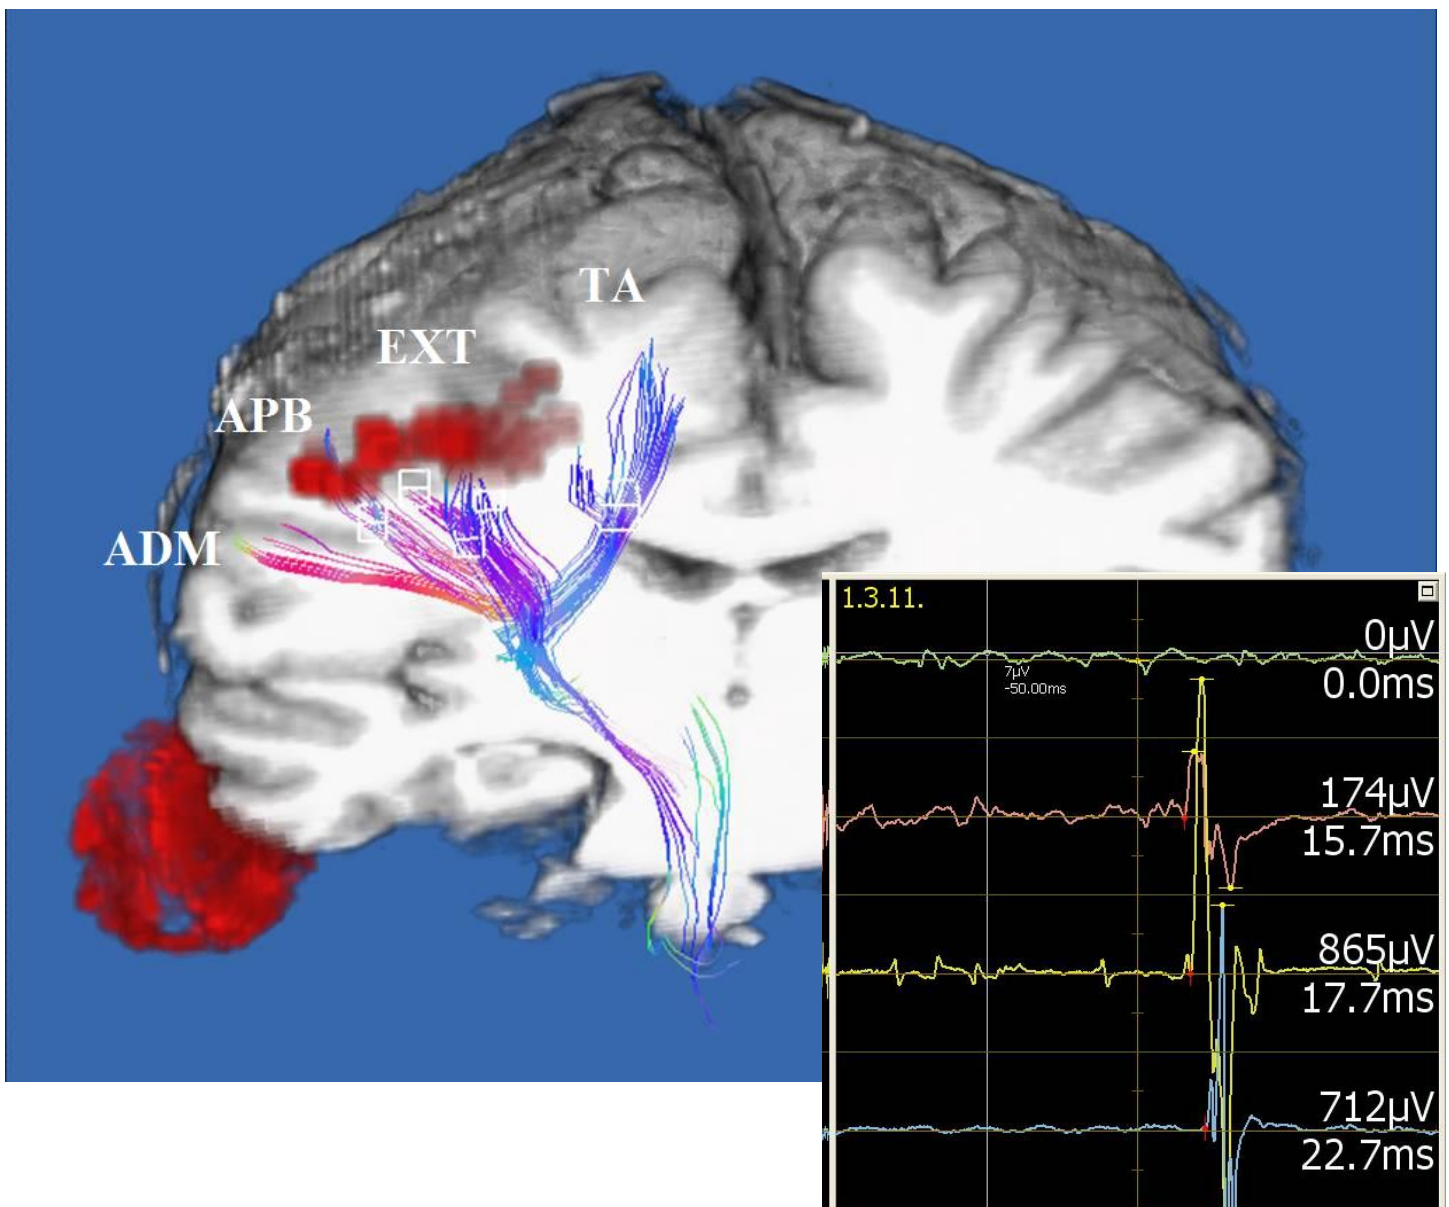 TA
EXT
APB
ADM
1.3.11.
0µV
0.0ms
7µV
-50.00ms
174µV
15.7ms
865µV
17.7ms
712µV
22.7ms